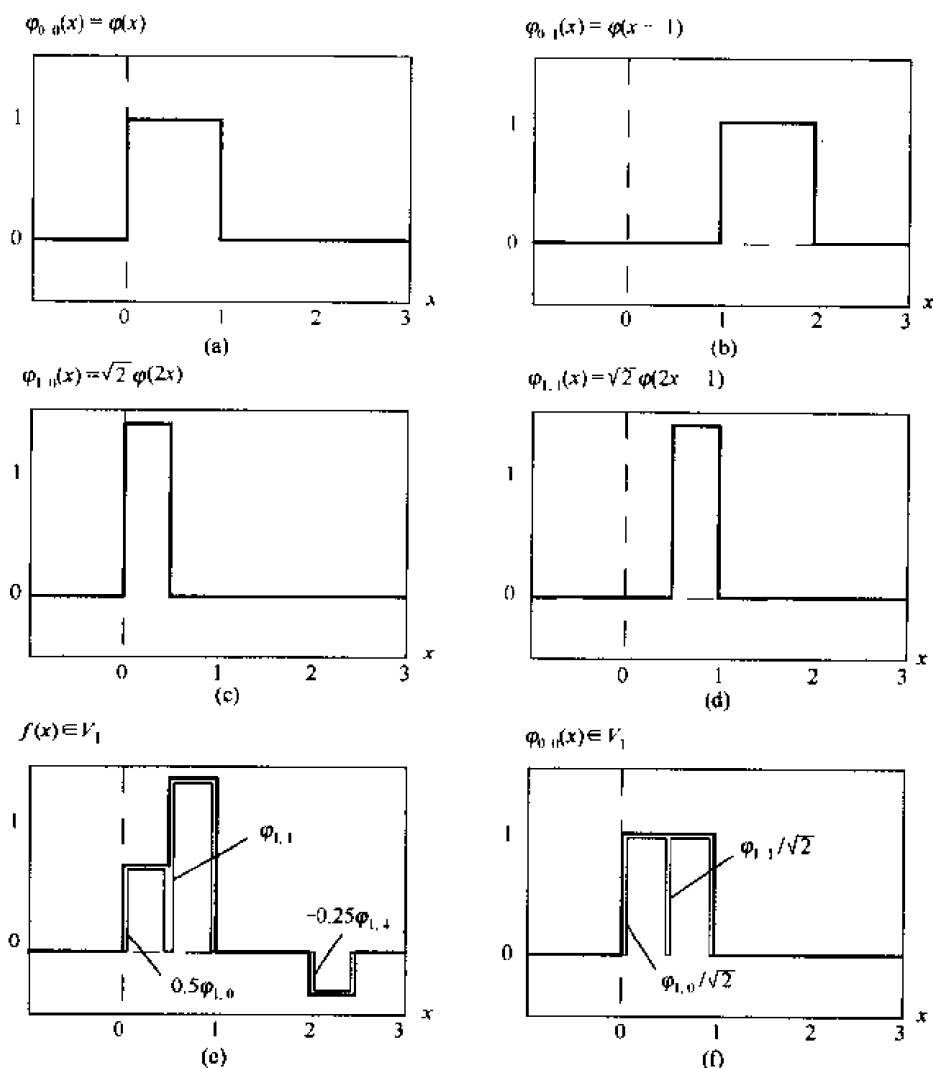 φ₀ ₀(x) = φ(x)
φ₀ ₁(x) = φ(x - 1)
1
0
0 1 2 3 x
(a)
1
0
0 1 2 3 x
(b)
φ₁ ₀(x) = √2 φ(2x)
φ₁, ₁(x) = √2 φ(2x 1)
1
0
0 1 2 3 x
(c)
1
0
0 1 2 3 x
(d)
f(x) ∈ V₁
φ₀ ₀(x) ∈ V₁
1
φ₁, ₁
-0.25φ₁, ₄
0
0.5φ₁, ₀
0 1 2 3 x
(e)
1
φ₁ ₁/√2
0
φ₁, ₀/√2
0 1 2 3 x
(f)